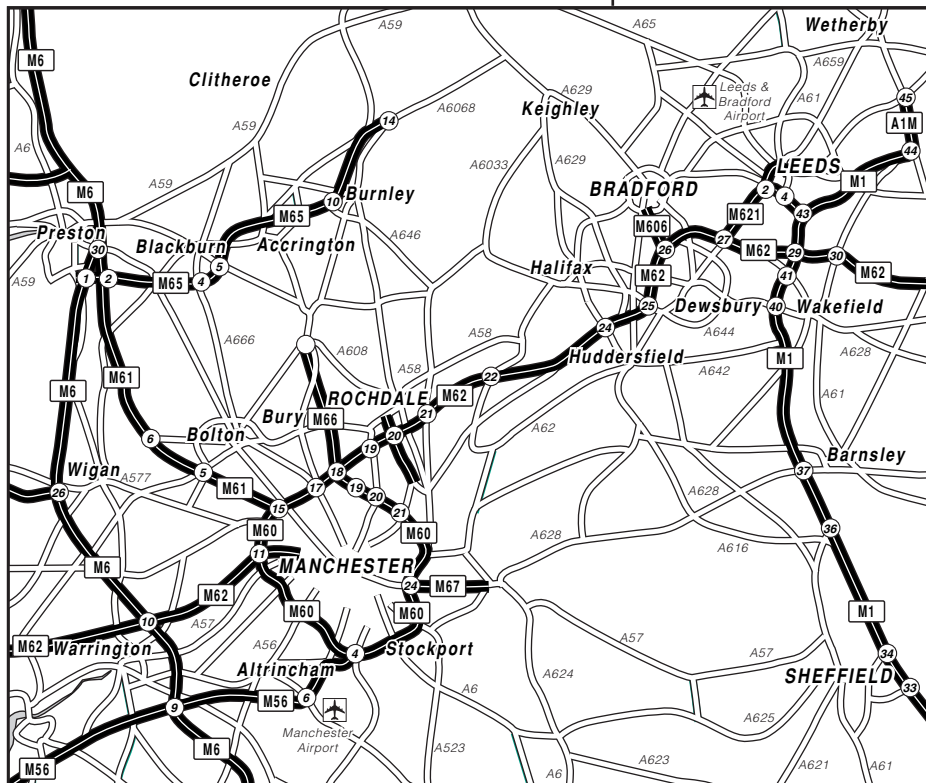 A59
A65
Wetherby
M6
Clitheroe
A659
Leeds &
Bradford
Airport
A61
45
A1M
44
A629
Keighley
A6068
14
A6
A59
A6033
A629
LEEDS
M1
M6
A59
BRADFORD
2
4
43
Burnley
10
M65
M621
M606
Preston
30
Blackburn
Accrington
A646
27
26
M62
29
30
5
Halifax
M62
M62
A59
1
2
M65
4
41
25
Dewsbury
40
Wakefield
24
A644
A666
A608
A58
Huddersfield
M1
A628
A58
A642
M61
22
M6
ROCHDALE
M62
A61
Bury
M66
21
6
Bolton
20
A62
19
Wigan
A577
5
18
Barnsley
37
26
M61
17
19
20
A628
15
21
M60
M60
A628
36
A616
11
MANCHESTER
M6
24
M67
M62
M60
M60
M1
10
A57
A57
M62
Warrington
A56
4
Stockport
A57
34
Altrincham
A624
SHEFFIELD
6
A6
33
M56
9
Manchester
Airport
A625
M6
A523
A623
M56
A6
A621
A61